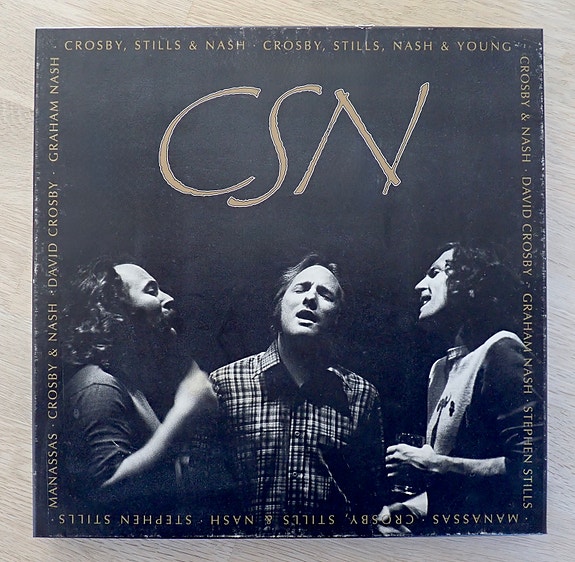 CROSBY, STILLS & NASH · CROSBY, STILLS, NASH & YOUNG ·
CSN
CROSBY & NASH · DAVID CROSBY · GRAHAM NASH · STEPHEN STILLS
MANASSAS · CROSBY, STILLS & NASH · STEPHEN STILLS ·
MANASSAS · CROSBY & NASH · DAVID CROSBY · GRAHAM NASH